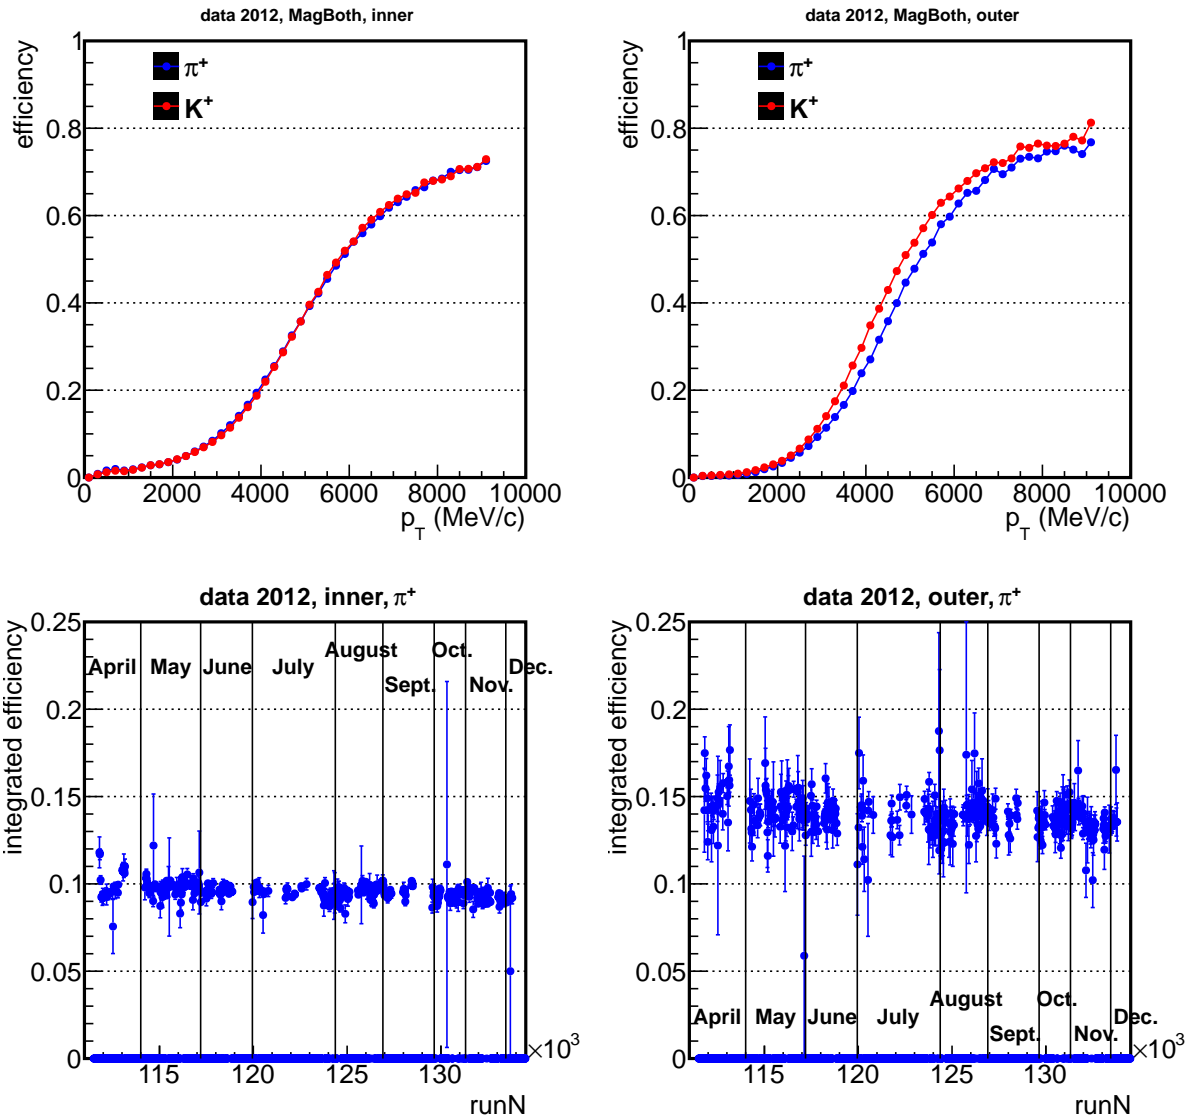 data 2012, MagBoth, inner
efficiency
1
0.8
0.6
0.4
0.2
0
π⁺
K⁺
2000 4000 6000 8000 10000
p_T (MeV/c)
data 2012, MagBoth, outer
efficiency
1
0.8
0.6
0.4
0.2
0
π⁺
K⁺
2000 4000 6000 8000 10000
p_T (MeV/c)
data 2012, inner, π⁺
integrated efficiency
0.25
0.2
0.15
0.1
0.05
0
April May June July August Sept. Oct. Nov. Dec.
115 120 125 130
×10³
runN
data 2012, outer, π⁺
integrated efficiency
0.25
0.2
0.15
0.1
0.05
0
April May June July August Sept. Oct. Nov. Dec.
115 120 125 130
×10³
runN